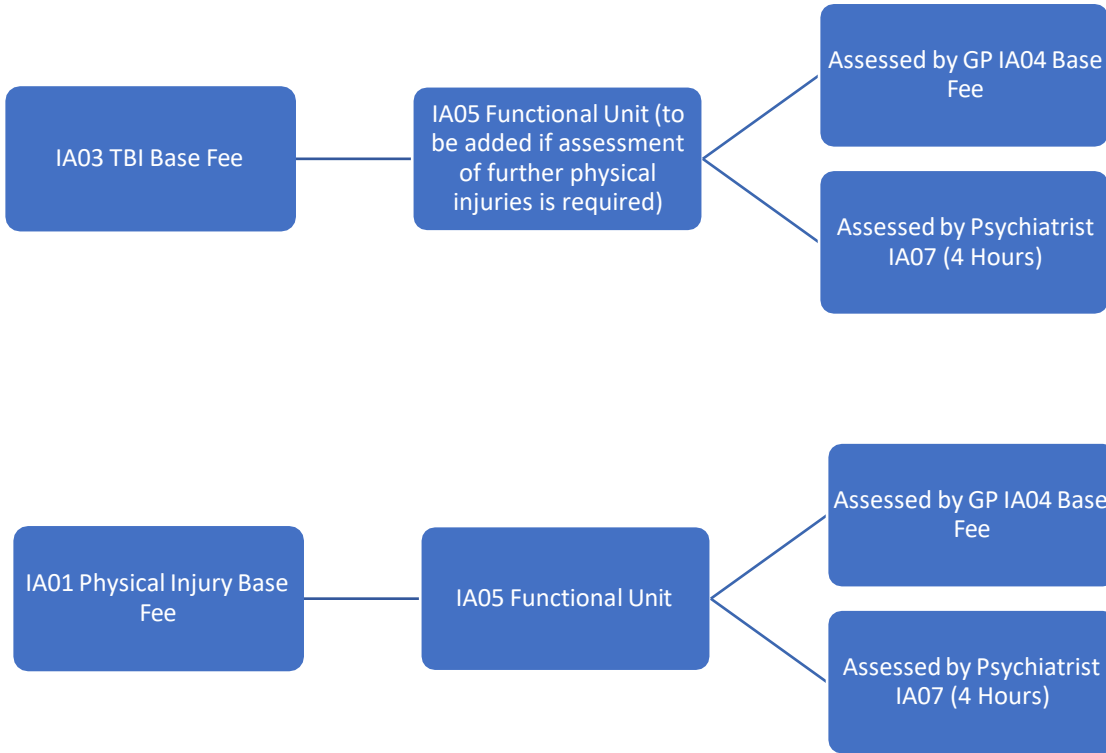 IA03 TBI Base Fee
IA05 Functional Unit (to
be added if assessment
of further physical
injuries is required)
Assessed by GP IA04 Base
Fee
Assessed by Psychiatrist
IA07 (4 Hours)
IA01 Physical Injury Base
Fee
IA05 Functional Unit
Assessed by GP IA04 Base
Fee
Assessed by Psychiatrist
IA07 (4 Hours)